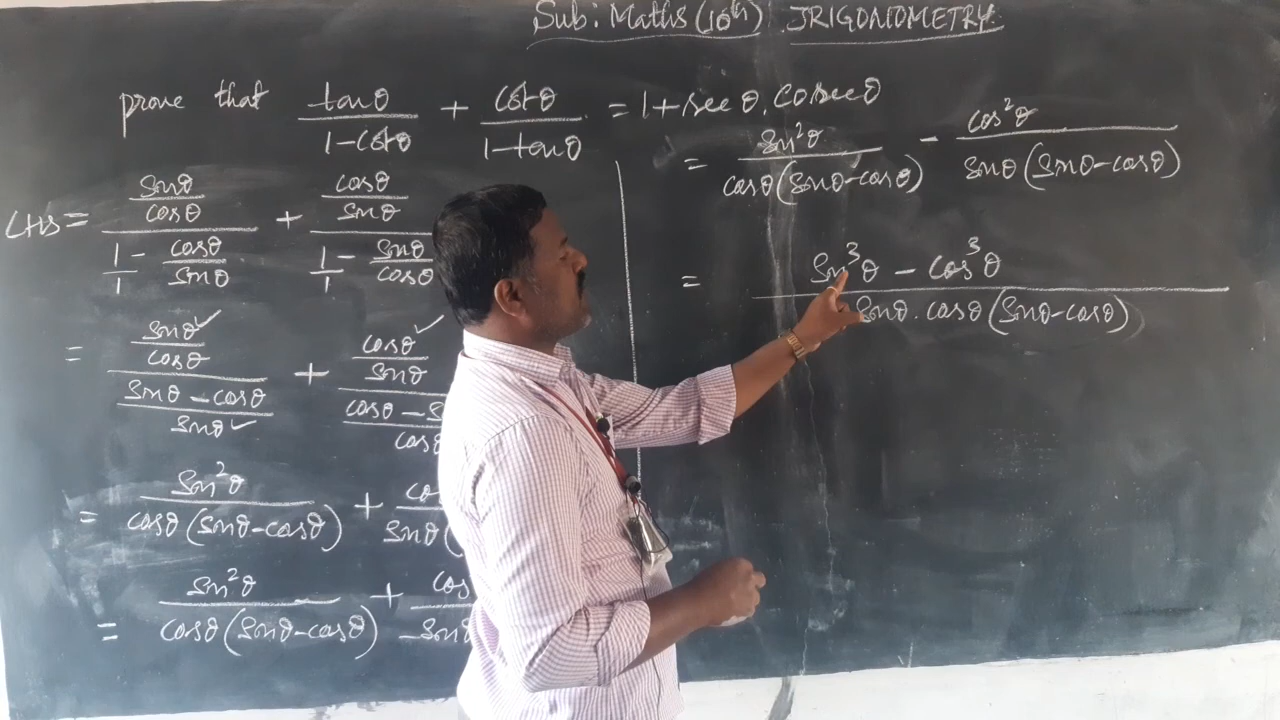 Sub: Maths (10th) TRIGONOMETRY
prove that tanθ/(1-cotθ) + cotθ/(1-tanθ) = 1+secθ.cosecθ
LHS = (sinθ/cosθ)/(1/1 - cosθ/sinθ) + (cosθ/sinθ)/(1/1 - sinθ/cosθ)
= (sinθ✓/cosθ)/((sinθ-cosθ)/sinθ✓) + (cosθ✓/sinθ)/((cosθ-
= sin²θ/(cosθ(sinθ-cosθ)) +
= sin²θ/(cosθ(sinθ-cosθ)) +
= sin²θ/(cosθ(sinθ-cosθ)) - cos²θ/(sinθ(sinθ-cosθ))
= (sin³θ - cos³θ)/(sinθ.cosθ(sinθ-cosθ))